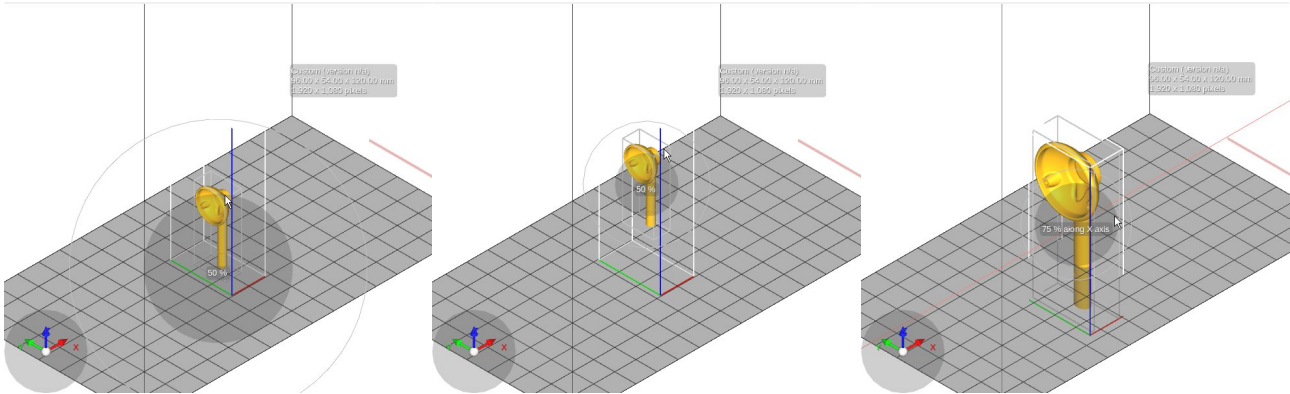 Custom (version n/a)
96.00 x 54.00 x 120.00 mm
1,920 x 1,080 pixels
50 %
X
Custom (version n/a)
96.00 x 54.00 x 120.00 mm
1,920 x 1,080 pixels
50 %
X
Custom (version n/a)
96.00 x 54.00 x 120.00 mm
1,920 x 1,080 pixels
75 % along X axis
X